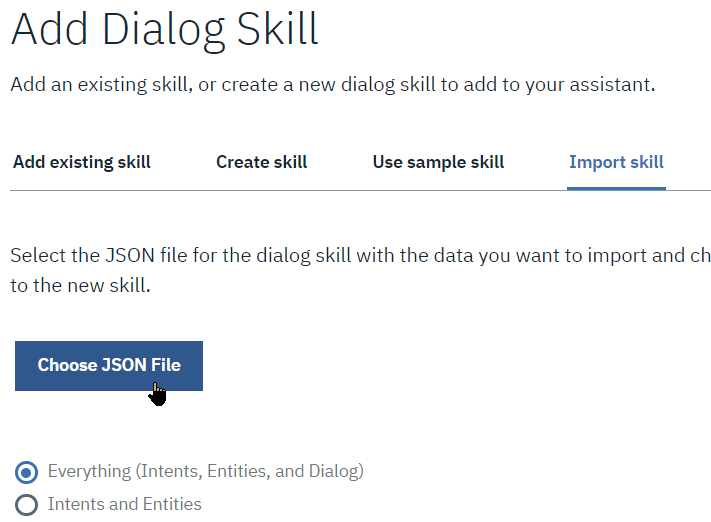 Add Dialog Skill
Add an existing skill, or create a new dialog skill to add to your assistant.
Add existing skill Create skill Use sample skill Import skill
Select the JSON file for the dialog skill with the data you want to import and ch
to the new skill.
Choose JSON File
Everything (Intents, Entities, and Dialog)
Intents and Entities